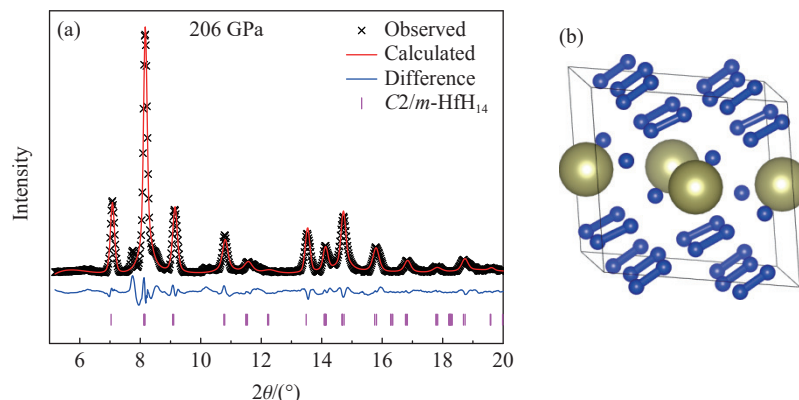 (a)
206 GPa
Observed
Calculated
Difference
C2/m-HfH₁₄
Intensity
6 8 10 12 14 16 18 20
2θ/(°)
(b)